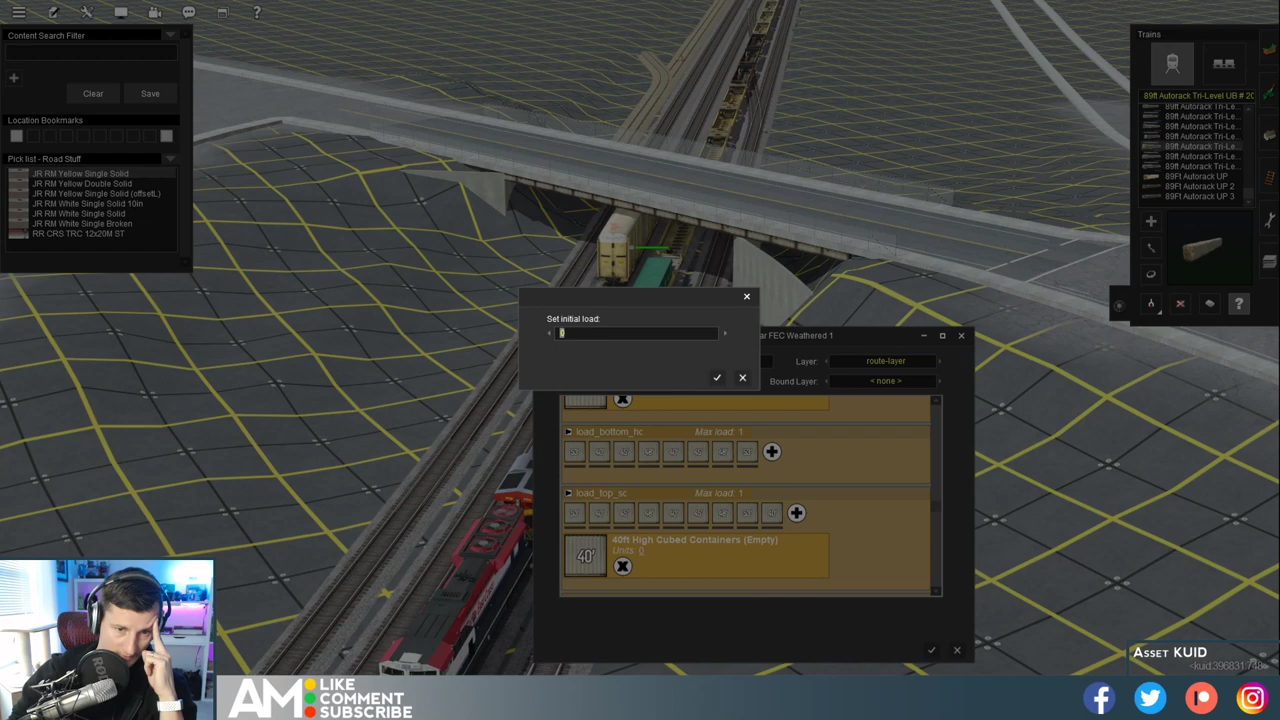 Content Search Filter
Clear
Save
Location Bookmarks
Pick list - Road Stuff
JR RM Yellow Single Solid
JR RM Yellow Double Solid
JR RM Yellow Single Solid (offsetL)
JR RM White Single Solid 10in
JR RM White Single Solid
JR RM White Single Broken
RR CRS TRC 12x20M ST
Trains
89ft Autorack Tri-Level UB # 20
89ft Autorack Tri-Le...
89ft Autorack Tri-Le...
89ft Autorack Tri-Le...
89ft Autorack Tri-Le...
89ft Autorack Tri-Le...
89ft Autorack Tri-Le...
89ft Autorack Tri-Le...
89ft Autorack UP
89ft Autorack UP 2
89ft Autorack UP 3
?
?
Set initial load:
0
ar FEC Weathered 1
Layer:
route-layer
Bound Layer:
< none >
load_bottom_hc
Max load: 1
load_top_sc
Max load: 1
40'
40ft High Cubed Containers (Empty)
Units: 0
RØDE
ASSET KUID
<kuid:396831:748>
AM
LIKE
COMMENT
SUBSCRIBE